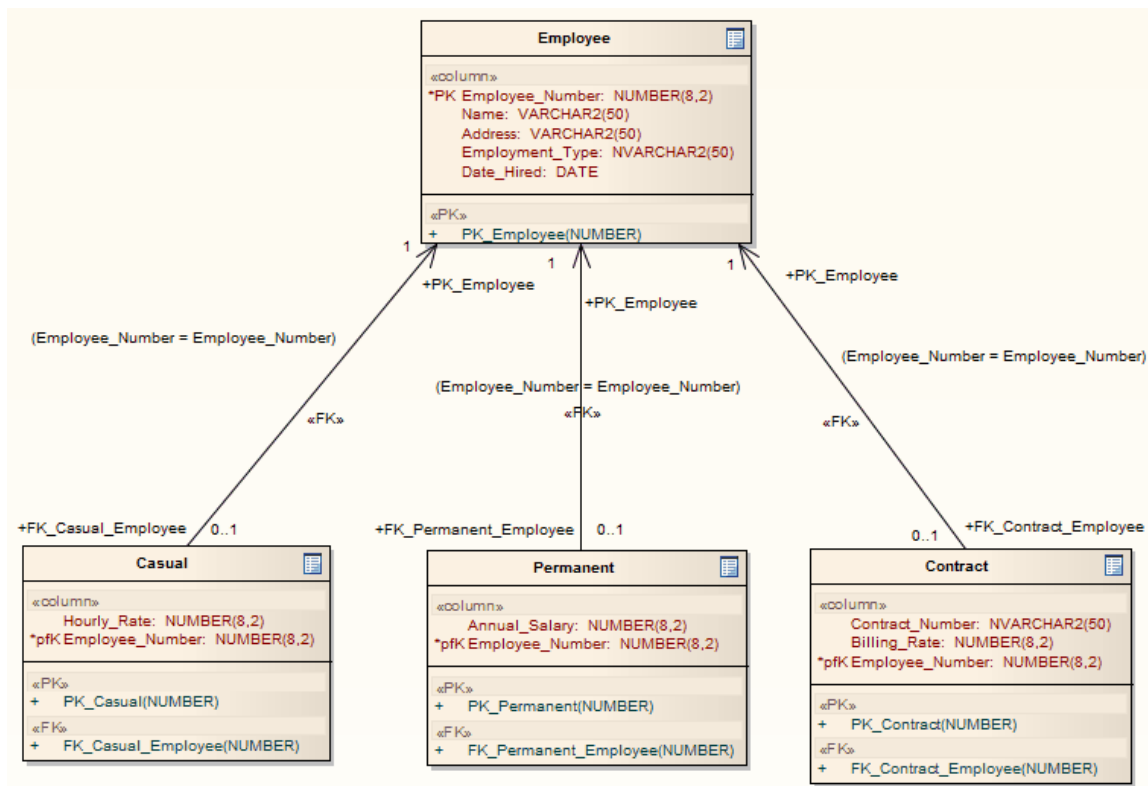 Employee
«column»
*PK Employee_Number: NUMBER(8,2)
Name: VARCHAR2(50)
Address: VARCHAR2(50)
Employment_Type: NVARCHAR2(50)
Date_Hired: DATE
«PK»
+ PK_Employee(NUMBER)
1
1
1
+PK_Employee
+PK_Employee
+PK_Employee
(Employee_Number = Employee_Number)
(Employee_Number = Employee_Number)
(Employee_Number = Employee_Number)
«FK»
«FK»
«FK»
+FK_Casual_Employee
0..1
+FK_Permanent_Employee
0..1
+FK_Contract_Employee
0..1
Casual
«column»
Hourly_Rate: NUMBER(8,2)
*pfK Employee_Number: NUMBER(8,2)
«PK»
+ PK_Casual(NUMBER)
«FK»
+ FK_Casual_Employee(NUMBER)
Permanent
«column»
Annual_Salary: NUMBER(8,2)
*pfK Employee_Number: NUMBER(8,2)
«PK»
+ PK_Permanent(NUMBER)
«FK»
+ FK_Permanent_Employee(NUMBER)
Contract
«column»
Contract_Number: NVARCHAR2(50)
Billing_Rate: NUMBER(8,2)
*pfK Employee_Number: NUMBER(8,2)
«PK»
+ PK_Contract(NUMBER)
«FK»
+ FK_Contract_Employee(NUMBER)